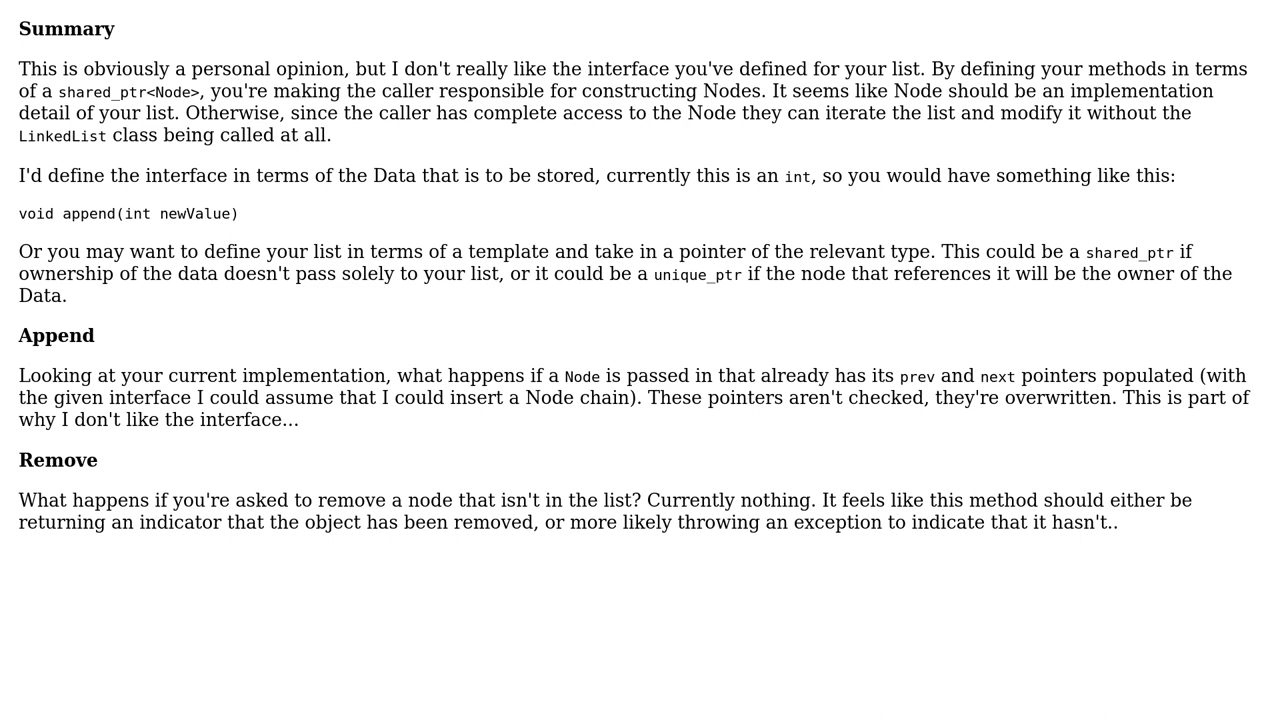 Summary
This is obviously a personal opinion, but I don't really like the interface you've defined for your list. By defining your methods in terms
of a shared_ptr<Node>, you're making the caller responsible for constructing Nodes. It seems like Node should be an implementation
detail of your list. Otherwise, since the caller has complete access to the Node they can iterate the list and modify it without the
LinkedList class being called at all.
I'd define the interface in terms of the Data that is to be stored, currently this is an int, so you would have something like this:
void append(int newValue)
Or you may want to define your list in terms of a template and take in a pointer of the relevant type. This could be a shared_ptr if
ownership of the data doesn't pass solely to your list, or it could be a unique_ptr if the node that references it will be the owner of the
Data.
Append
Looking at your current implementation, what happens if a Node is passed in that already has its prev and next pointers populated (with
the given interface I could assume that I could insert a Node chain). These pointers aren't checked, they're overwritten. This is part of
why I don't like the interface...
Remove
What happens if you're asked to remove a node that isn't in the list? Currently nothing. It feels like this method should either be
returning an indicator that the object has been removed, or more likely throwing an exception to indicate that it hasn't..